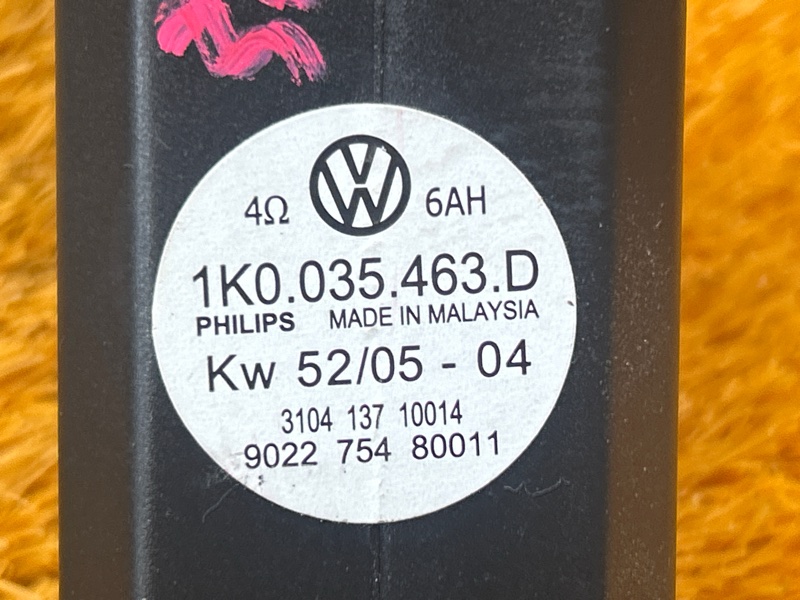 4Ω VW 6AH
1K0.035.463.D
PHILIPS MADE IN MALAYSIA
Kw 52/05 - 04
3104 137 10014
9022 754 80011